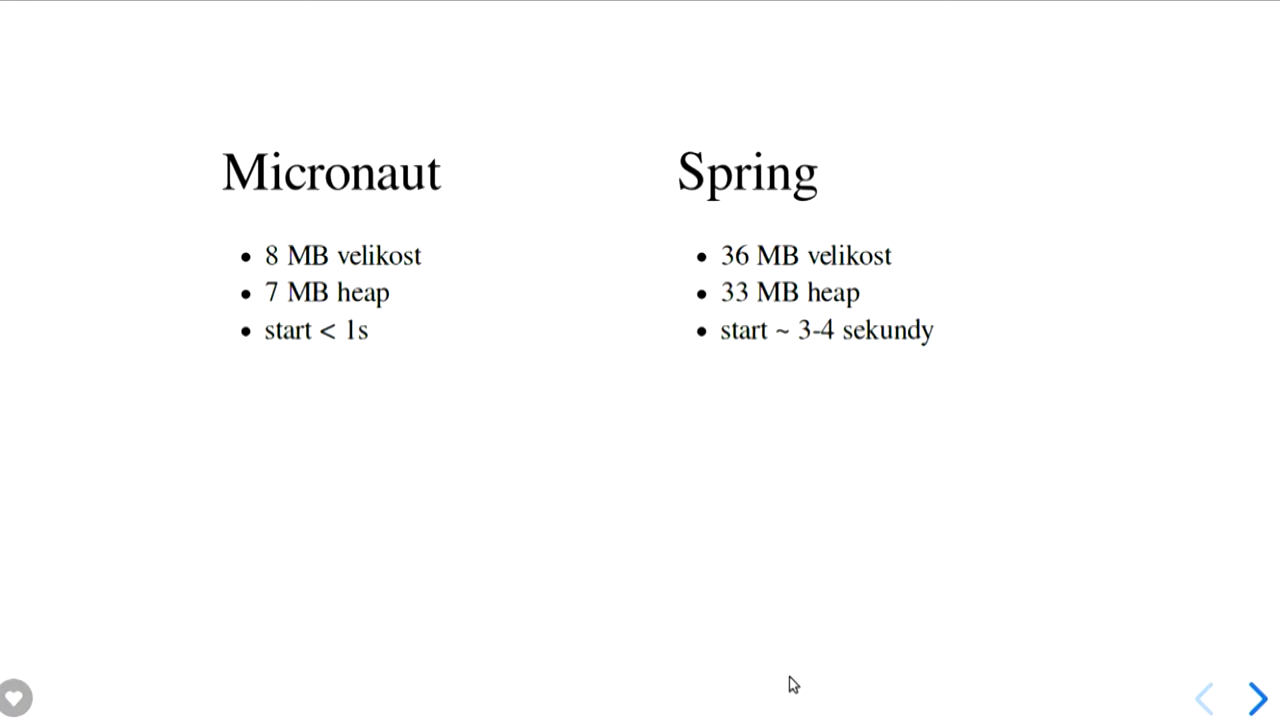 Micronaut
• 8 MB velikost
• 7 MB heap
• start < 1s
Spring
• 36 MB velikost
• 33 MB heap
• start ~ 3-4 sekundy